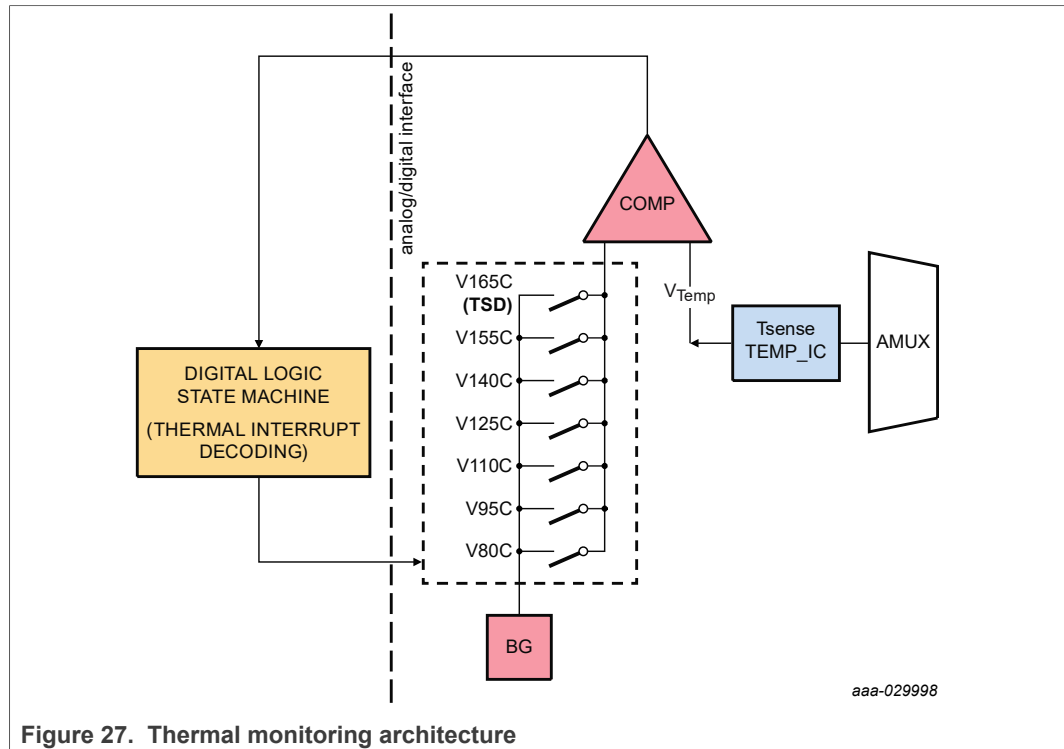 analog/digital interface
COMP
V165C
(TSD)
V155C
V140C
V125C
V110C
V95C
V80C
VTemp
Tsense
TEMP_IC
AMUX
DIGITAL LOGIC
STATE MACHINE
(THERMAL INTERRUPT
DECODING)
BG
aaa-029998
Figure 27. Thermal monitoring architecture